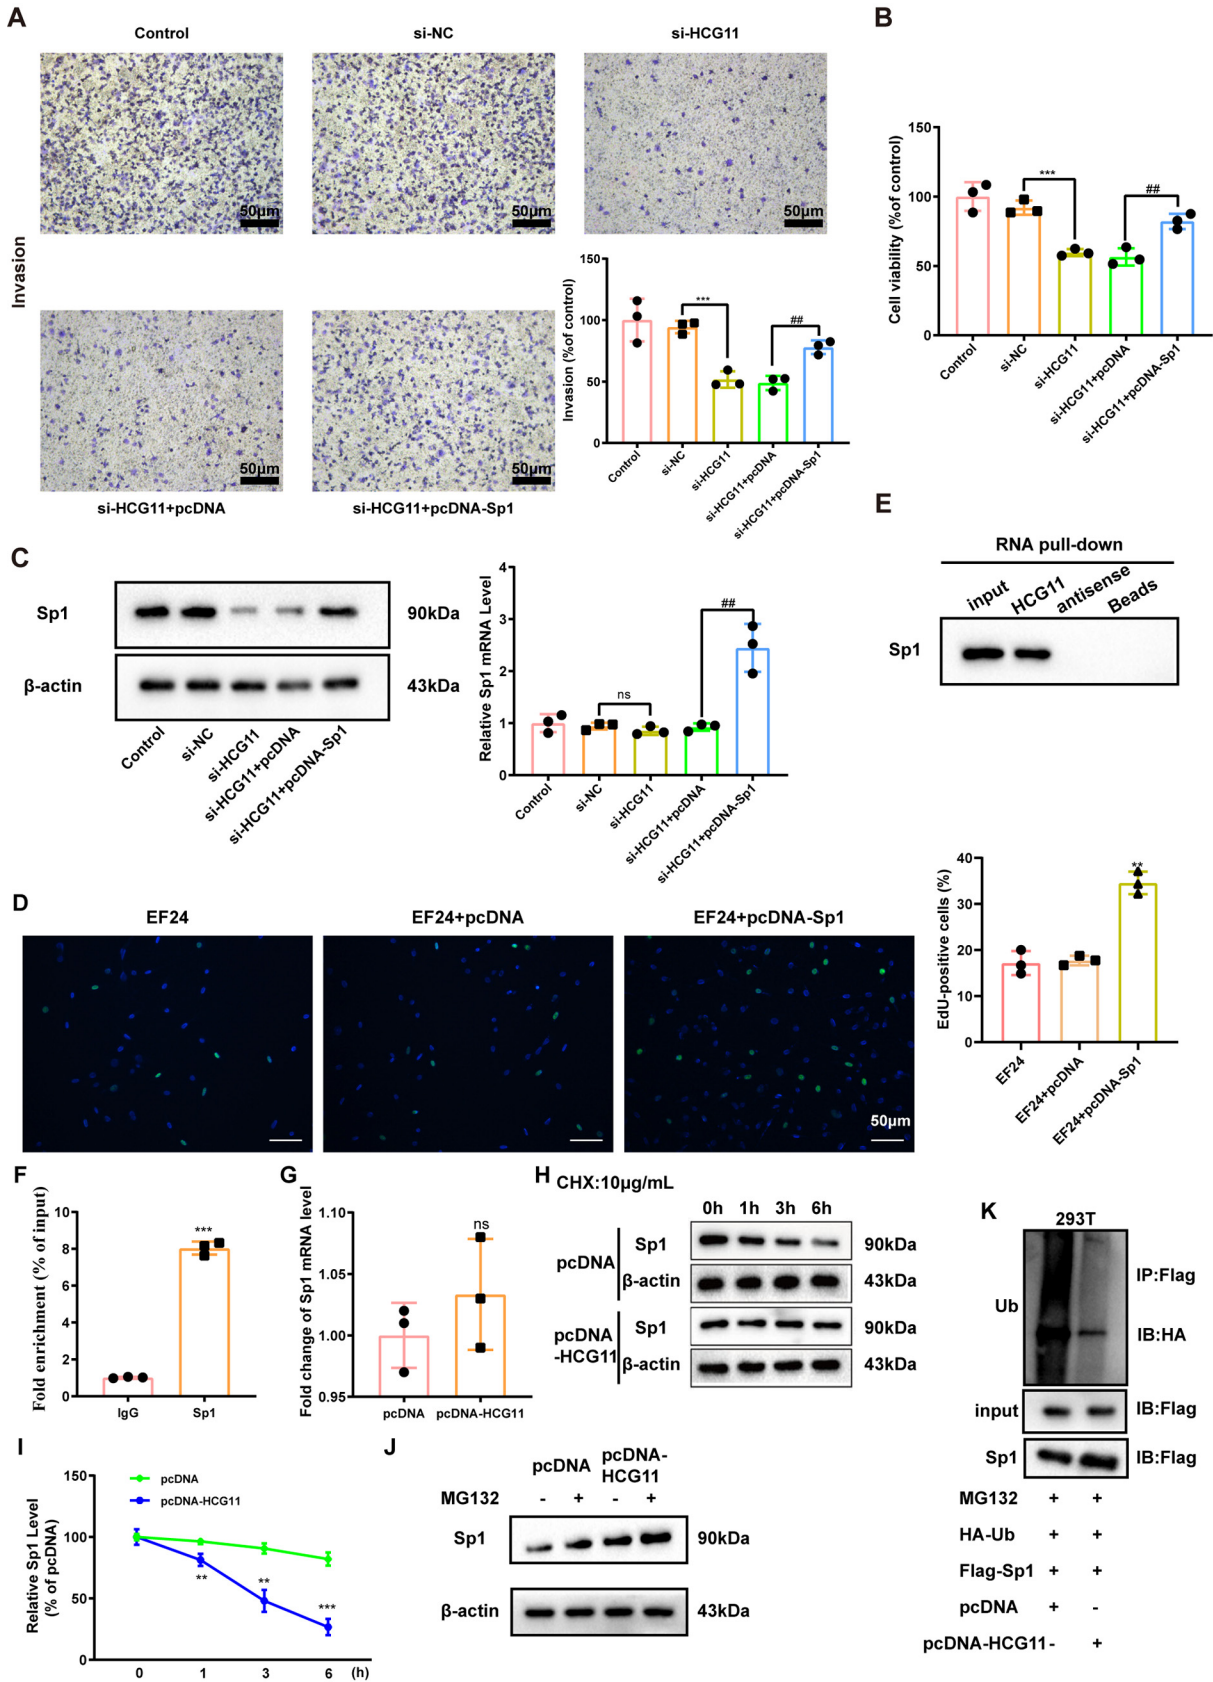 A
Control
si-NC
si-HCG11
50μm
50μm
50μm
Invasion
50μm
50μm
si-HCG11+pcDNA
si-HCG11+pcDNA-Sp1
Invasion (%of control)
150
100
50
0
***
##
Control
si-NC
si-HCG11
si-HCG11+pcDNA
si-HCG11+pcDNA-Sp1
B
Cell viability (%of control)
150
100
50
0
***
##
Control
si-NC
si-HCG11
si-HCG11+pcDNA
si-HCG11+pcDNA-Sp1
C
Sp1
90kDa
β-actin
43kDa
Control
si-NC
si-HCG11
si-HCG11+pcDNA
si-HCG11+pcDNA-Sp1
Relative Sp1 mRNA Level
4
3
2
1
0
ns
##
Control
si-NC
si-HCG11
si-HCG11+pcDNA
si-HCG11+pcDNA-Sp1
E
RNA pull-down
input
HCG11
antisense
Beads
Sp1
D
EF24
EF24+pcDNA
EF24+pcDNA-Sp1
50μm
EdU-positive cells (%)
40
30
20
10
0
**
EF24
EF24+pcDNA
EF24+pcDNA-Sp1
F
Fold enrichment (% of input)
10
8
6
4
2
0
***
IgG
Sp1
G
Fold change of Sp1 mRNA level
1.10
1.05
1.00
0.95
ns
pcDNA
pcDNA-HCG11
H
CHX:10μg/mL
0h 1h 3h 6h
pcDNA
Sp1
90kDa
β-actin
43kDa
pcDNA
-HCG11
Sp1
90kDa
β-actin
43kDa
I
Relative Sp1 Level
(% of pcDNA)
150
100
50
0
pcDNA
pcDNA-HCG11
**
**
***
0 1 3 6 (h)
J
pcDNA
pcDNA-
HCG11
MG132 - + - +
Sp1
90kDa
β-actin
43kDa
K
293T
Ub
IP:Flag
IB:HA
input
IB:Flag
Sp1
IB:Flag
MG132 + +
HA-Ub + +
Flag-Sp1 + +
pcDNA + -
pcDNA-HCG11 - +